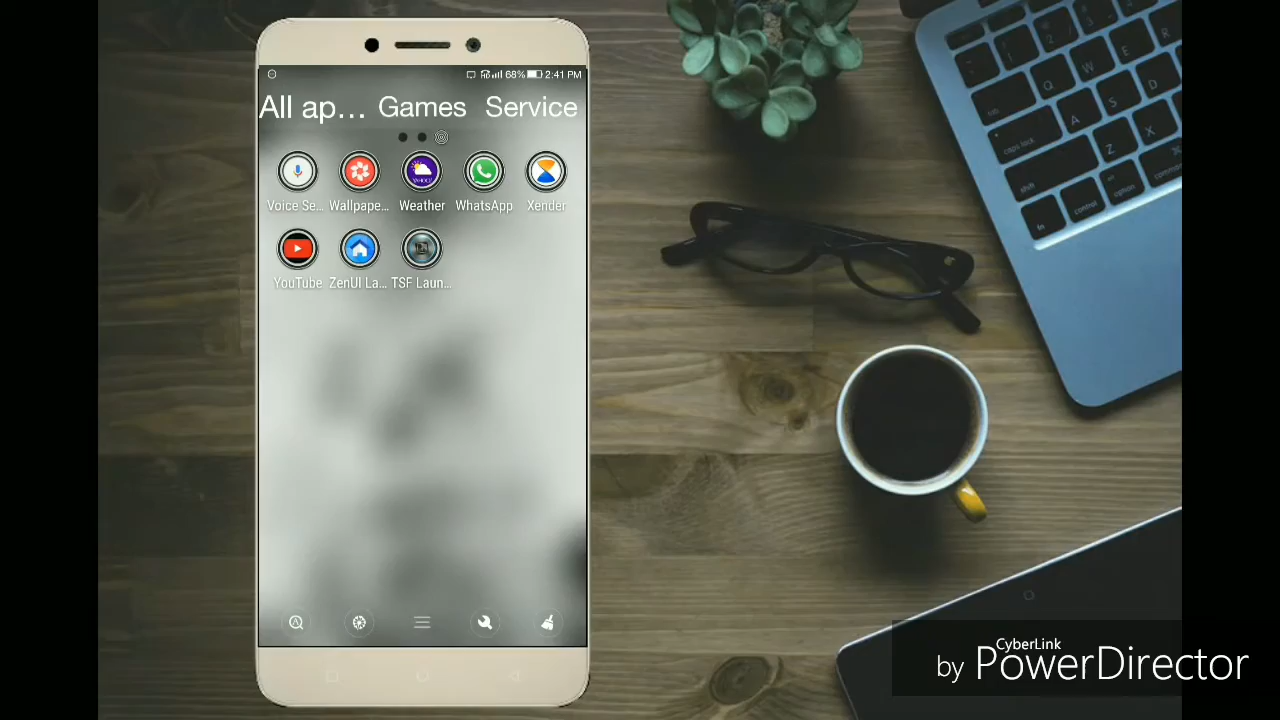 68% 2:41 PM
All ap... Games Service
Voice Se... Wallpape... Weather WhatsApp Xender
YouTube ZenUI La... TSF Laun...
CyberLink
by PowerDirector